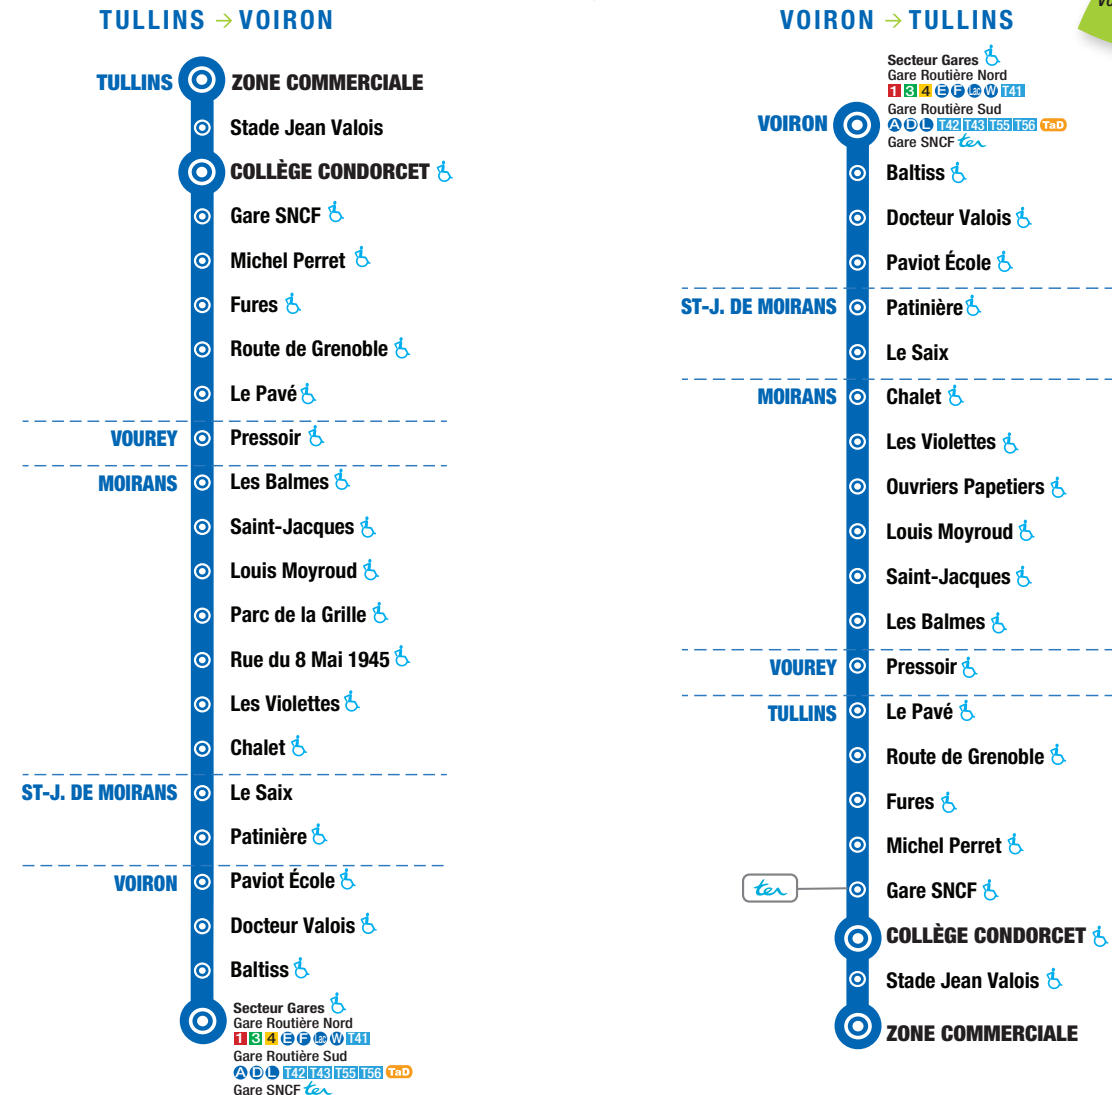 TULLINS → VOIRON
TULLINS ZONE COMMERCIALE
Stade Jean Valois
COLLÈGE CONDORCET
Gare SNCF
Michel Perret
Fures
Route de Grenoble
Le Pavé
VOUREY Pressoir
MOIRANS Les Balmes
Saint-Jacques
Louis Moyroud
Parc de la Grille
Rue du 8 Mai 1945
Les Violettes
Chalet
ST-J. DE MOIRANS Le Saix
Patinière
VOIRON Paviot École
Docteur Valois
Baltiss
Secteur Gares
Gare Routière Nord
1 3 4 E F Lac W T41
Gare Routière Sud
A D L T42 T43 T55 T56 TaD
Gare SNCF ter
VOIRON → TULLINS
Secteur Gares
Gare Routière Nord
1 3 4 E F Lac W T41
VOIRON
Gare Routière Sud
A D L T42 T43 T55 T56 TaD
Gare SNCF ter
Baltiss
Docteur Valois
Paviot École
ST-J. DE MOIRANS Patinière
Le Saix
MOIRANS Chalet
Les Violettes
Ouvriers Papetiers
Louis Moyroud
Saint-Jacques
Les Balmes
VOUREY Pressoir
TULLINS Le Pavé
Route de Grenoble
Fures
Michel Perret
ter Gare SNCF
COLLÈGE CONDORCET
Stade Jean Valois
ZONE COMMERCIALE